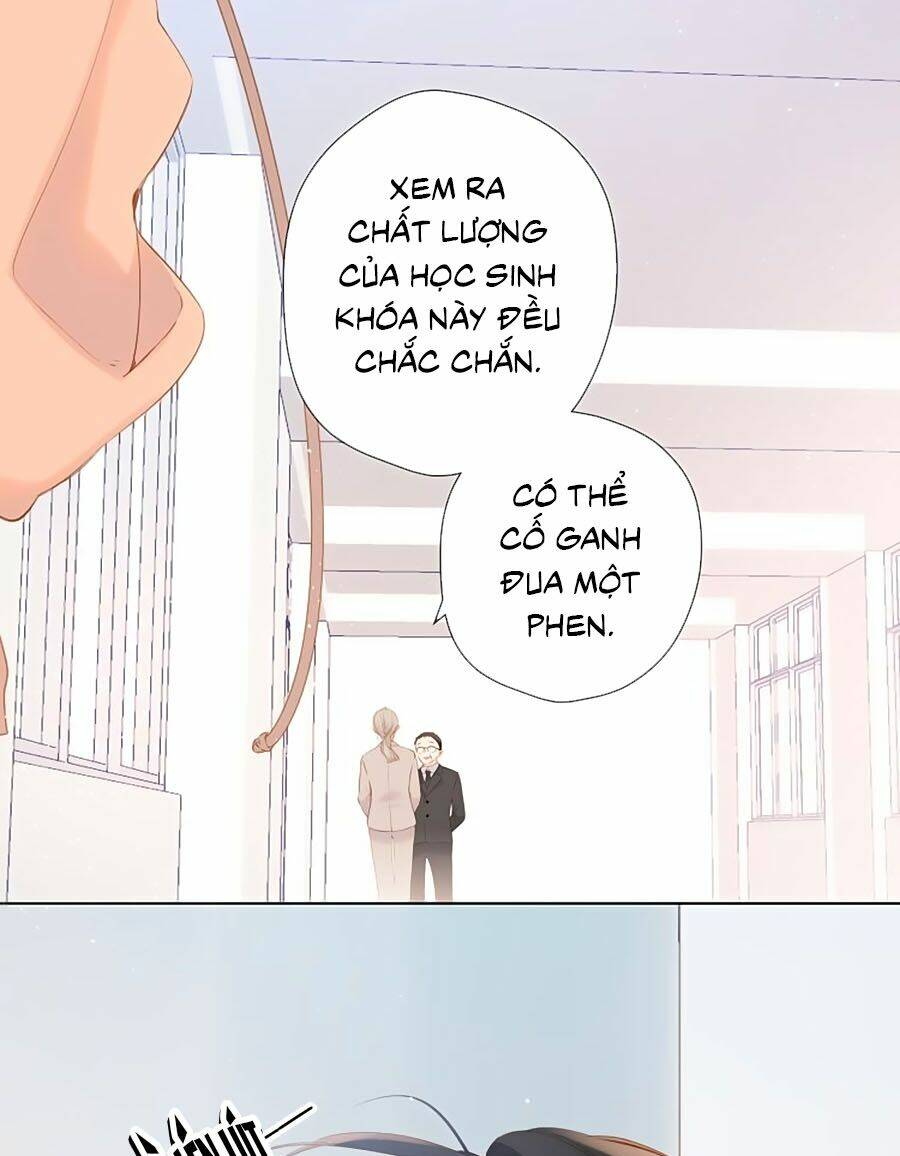 XEM RA
CHẤT LƯỢNG
CỦA HỌC SINH
KHÓA NÀY ĐỀU
CHẮC CHẮN.
CÓ THỂ
CỐ GANH
ĐUA MỘT
PHEN.